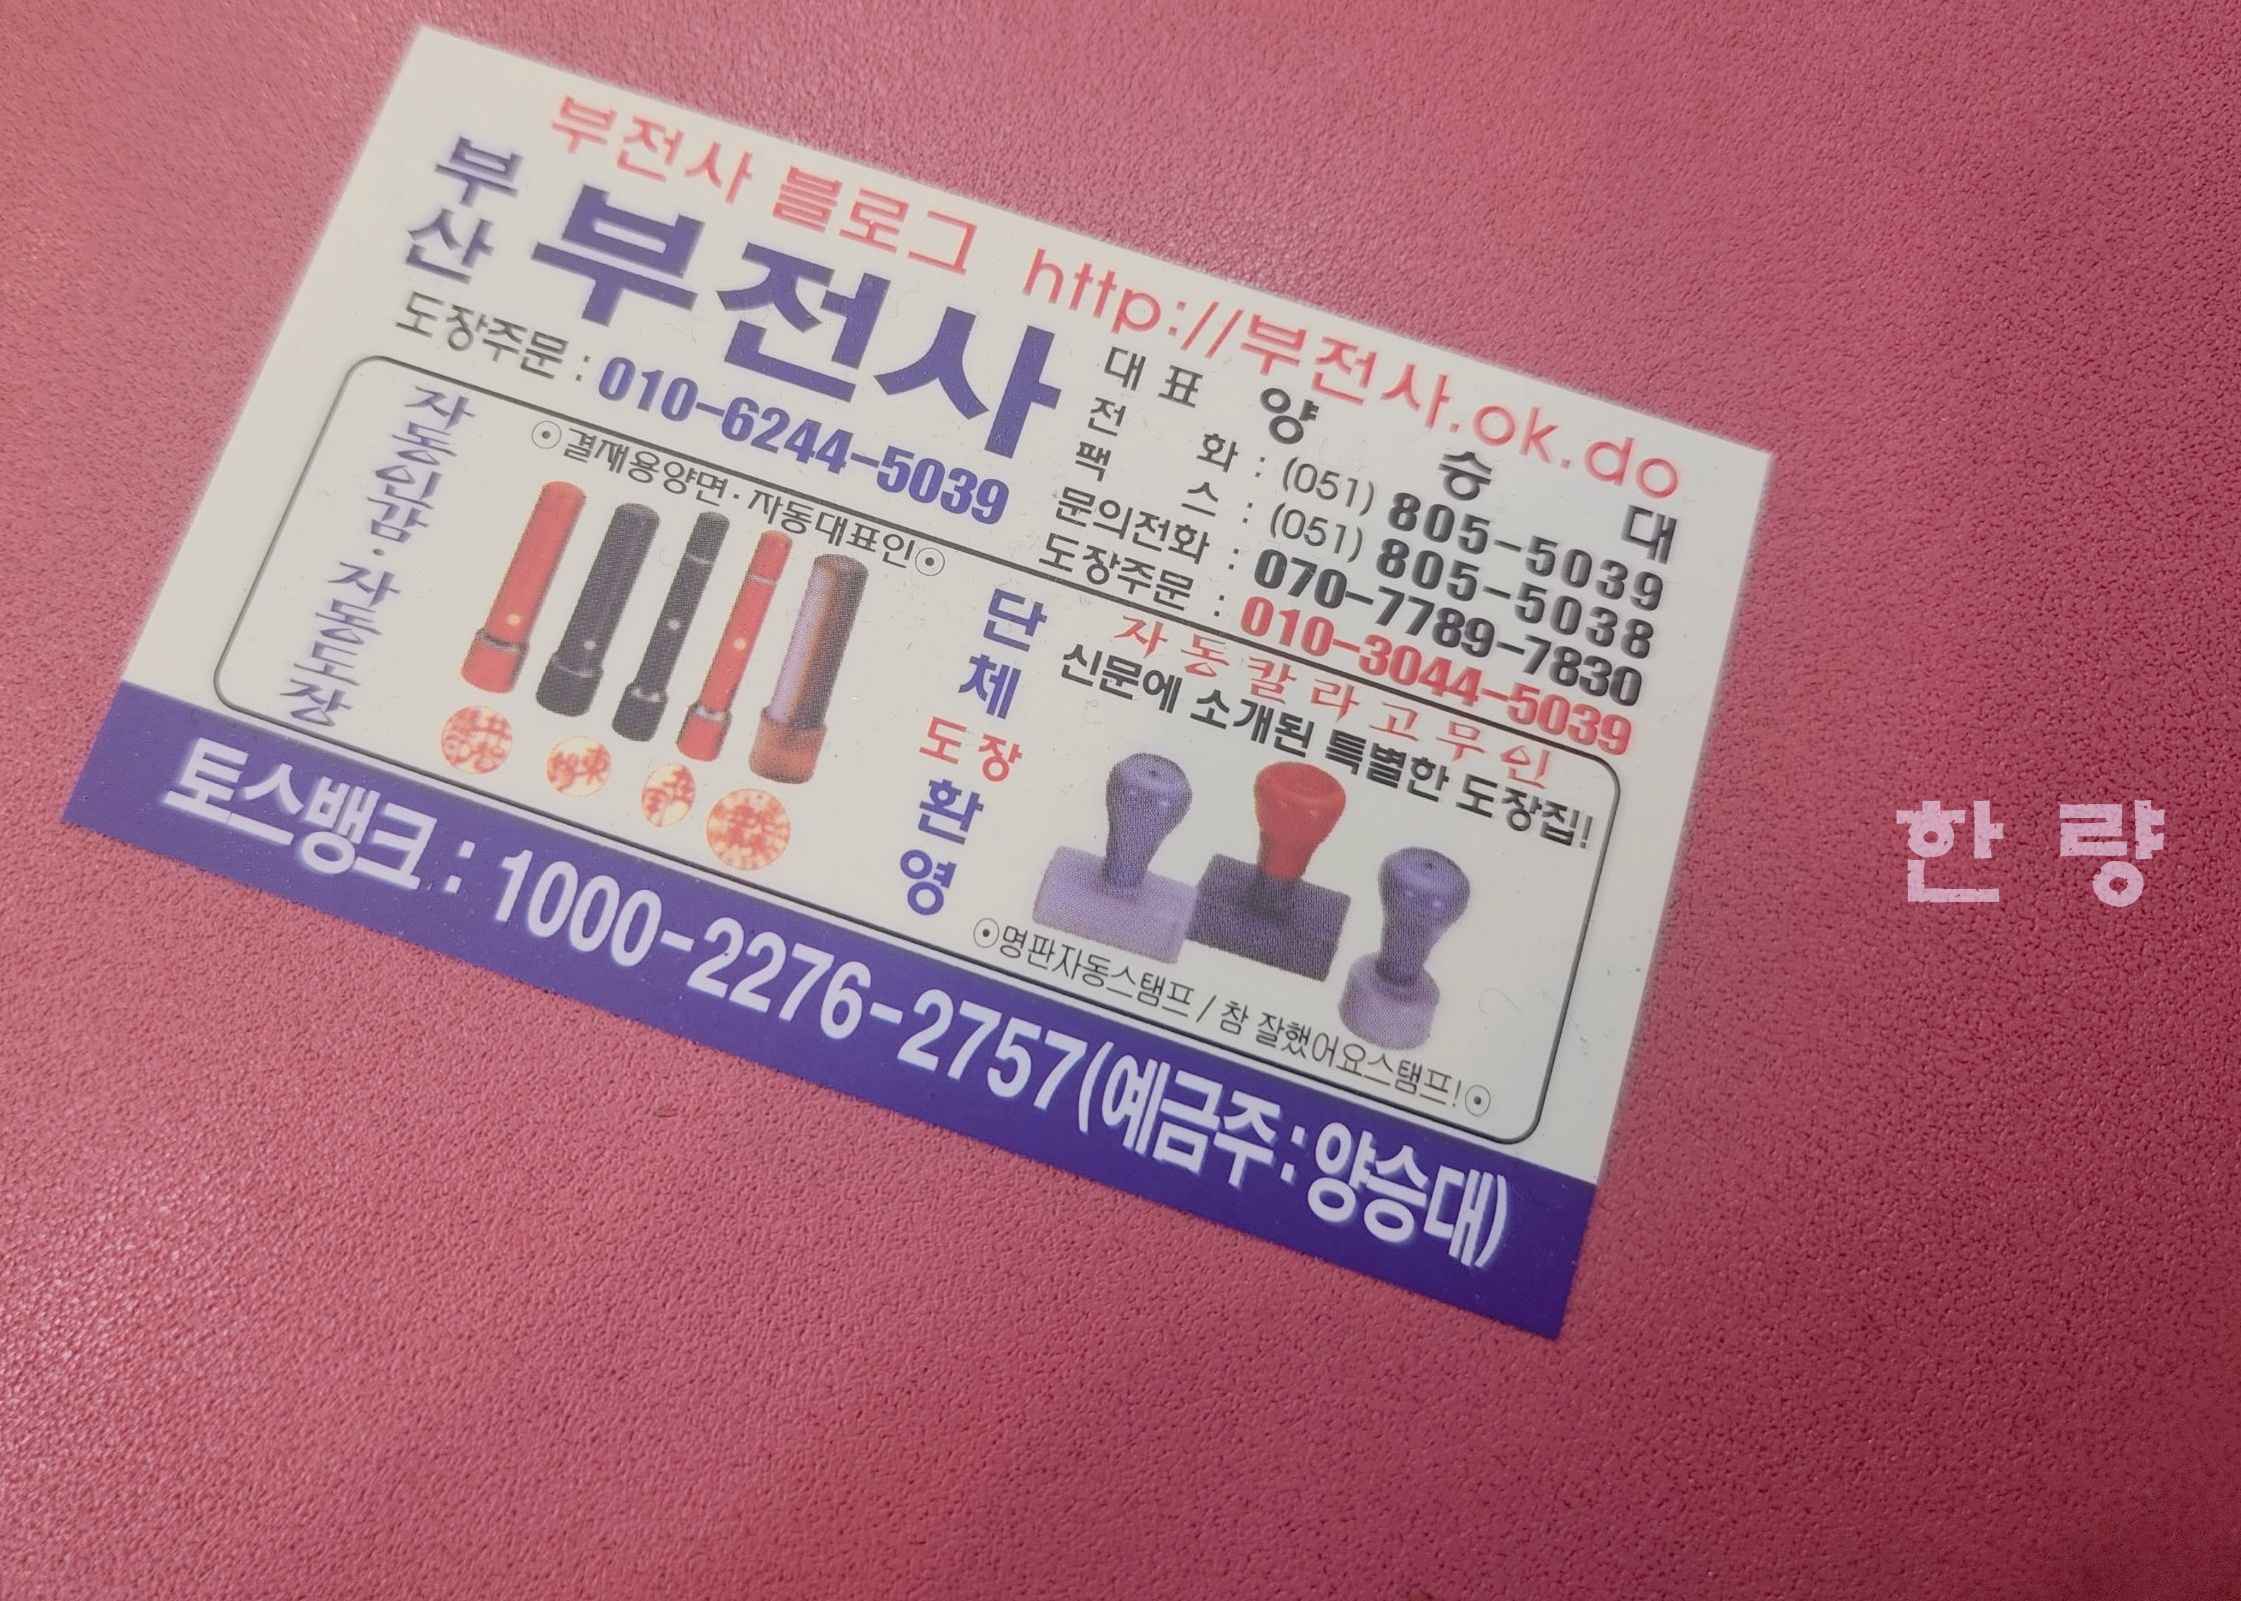 부전사 블로그 http://부전사.ok.do
부산
부전사
도장주문 : 010-6244-5039
대표 양승대
전화 : (051) 805-5039
팩스 : (051) 805-5038
문의전화 : 070-7789-7830
도장주문 : 010-3044-5039
자동인감·자동도장
⊙결재용양면·자동대표인⊙
단체
도장
환영
자동칼라고무인
신문에 소개된 특별한 도장집!
⊙명판자동스탬프 / 참 잘했어요스탬프!⊙
토스뱅크 : 1000-2276-2757(예금주:양승대)
한량